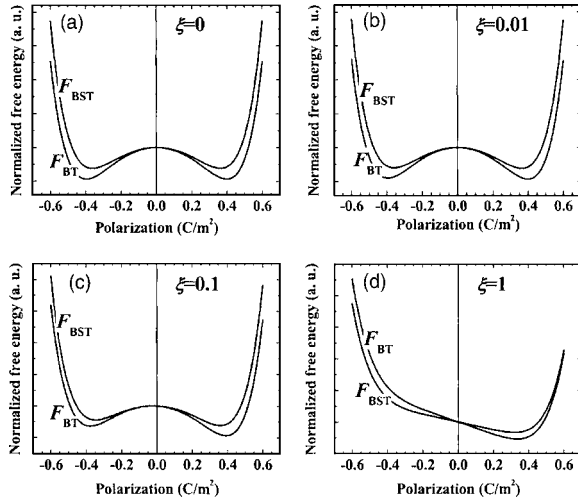 (a) ξ=0
F_BST
F_BT
Normalized free energy (a. u.)
-0.6 -0.4 -0.2 0.0 0.2 0.4 0.6
Polarization (C/m²)
(b) ξ=0.01
F_BST
F_BT
Normalized free energy (a. u.)
-0.6 -0.4 -0.2 0.0 0.2 0.4 0.6
Polarization (C/m²)
(c) ξ=0.1
F_BST
F_BT
Normalized free energy (a. u.)
-0.6 -0.4 -0.2 0.0 0.2 0.4 0.6
Polarization (C/m²)
(d) ξ=1
F_BT
F_BST
Normalized free energy (a. u.)
-0.6 -0.4 -0.2 0.0 0.2 0.4 0.6
Polarization (C/m²)